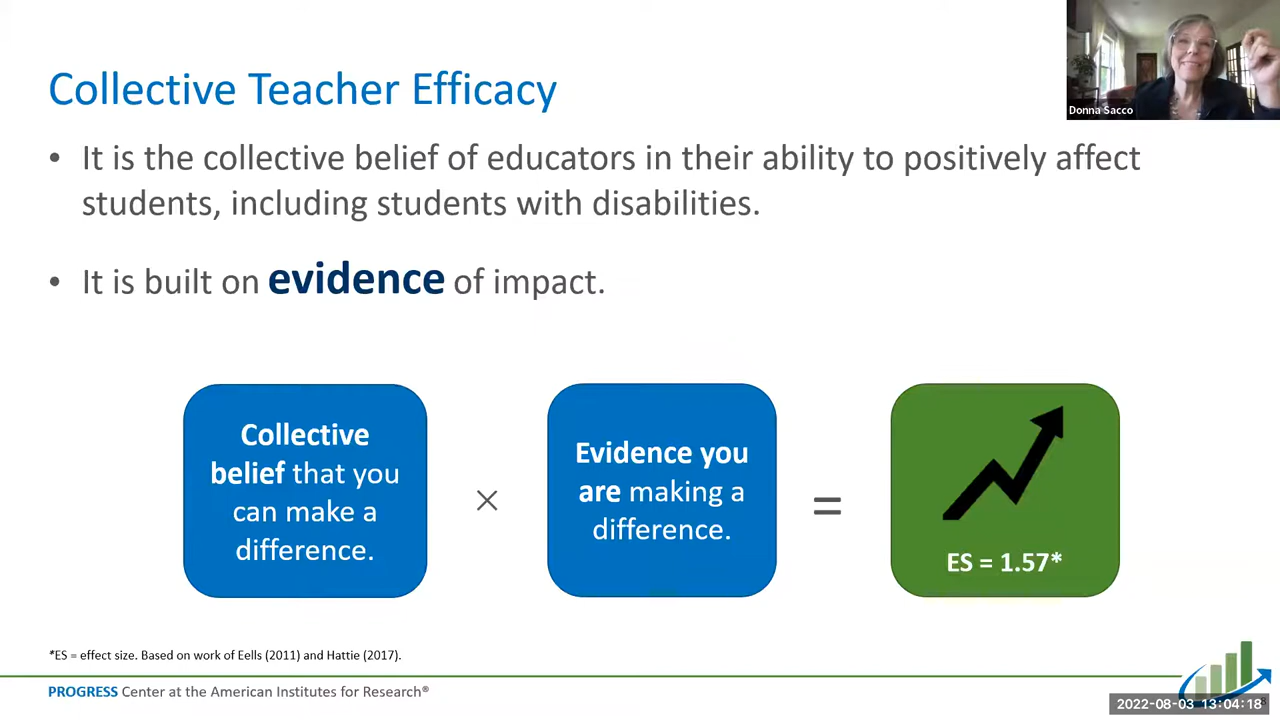 Collective Teacher Efficacy
Donna Sacco
• It is the collective belief of educators in their ability to positively affect
students, including students with disabilities.
• It is built on evidence of impact.
Collective
belief that you
can make a
difference.
×
Evidence you
are making a
difference.
=
ES = 1.57*
*ES = effect size. Based on work of Eells (2011) and Hattie (2017).
PROGRESS Center at the American Institutes for Research®
2022-08-03 13:04:18
8